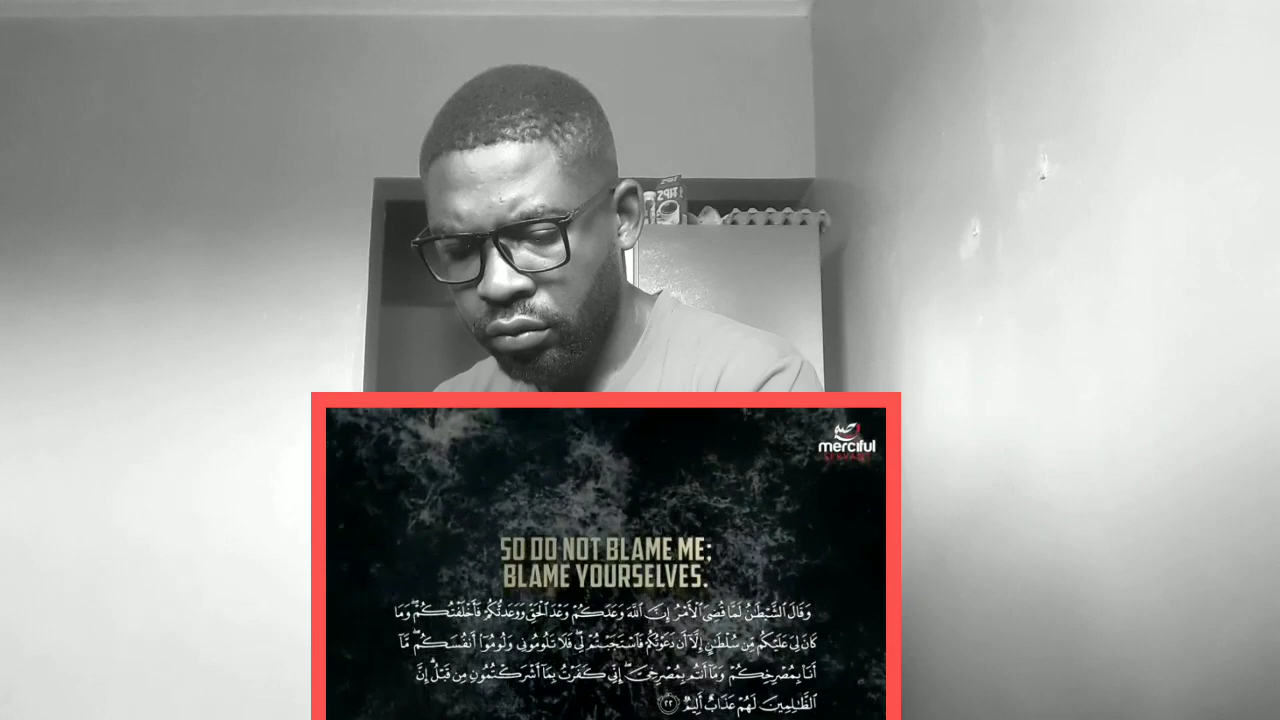 TIPS
merciful
SO DO NOT BLAME ME;
BLAME YOURSELVES.
وَقَالَ ٱلشَّيْطَٰنُ لَمَّا قُضِىَ ٱلْأَمْرُ إِنَّ ٱللَّهَ وَعَدَكُمْ وَعْدَ ٱلْحَقِّ وَوَعَدتُّكُمْ فَأَخْلَفْتُكُمْ ۖ وَمَا
كَانَ لِىَ عَلَيْكُم مِّن سُلْطَٰنٍ إِلَّآ أَن دَعَوْتُكُمْ فَٱسْتَجَبْتُمْ لِى ۖ فَلَا تَلُومُونِى وَلُومُوٓا۟ أَنفُسَكُم ۖ مَّآ
أَنَا۠ بِمُصْرِخِكُمْ وَمَآ أَنتُم بِمُصْرِخِىَّ ۖ إِنِّى كَفَرْتُ بِمَآ أَشْرَكْتُمُونِ مِن قَبْلُ ۗ إِنَّ
ٱلظَّٰلِمِينَ لَهُمْ عَذَابٌ أَلِيمٌ ٢٢